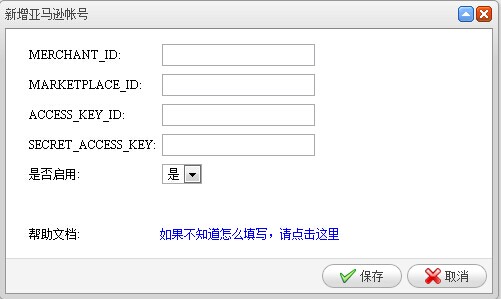 新增亚马逊帐号
MERCHANT_ID:
MARKETPLACE_ID:
ACCESS_KEY_ID:
SECRET_ACCESS_KEY:
是否启用: 是
帮助文档: 如果不知道怎么填写，请点击这里
保存 取消